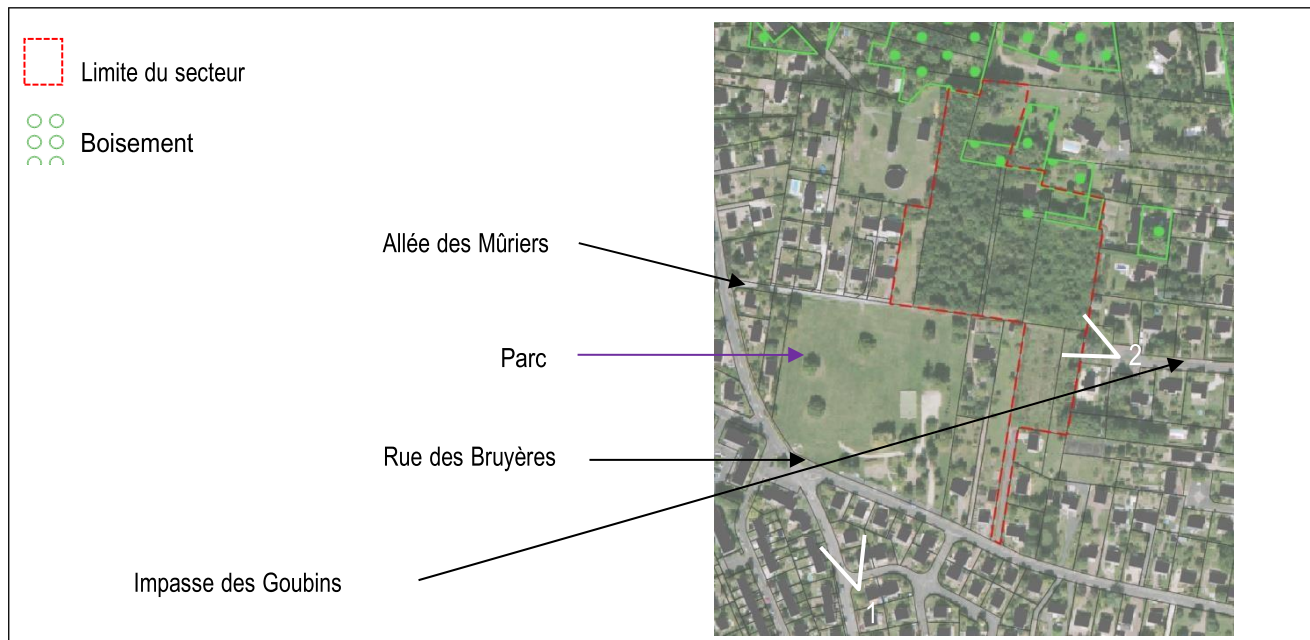 Limite du secteur
Boisement
Allée des Mûriers
2
Parc
Rue des Bruyères
Impasse des Goubins
1